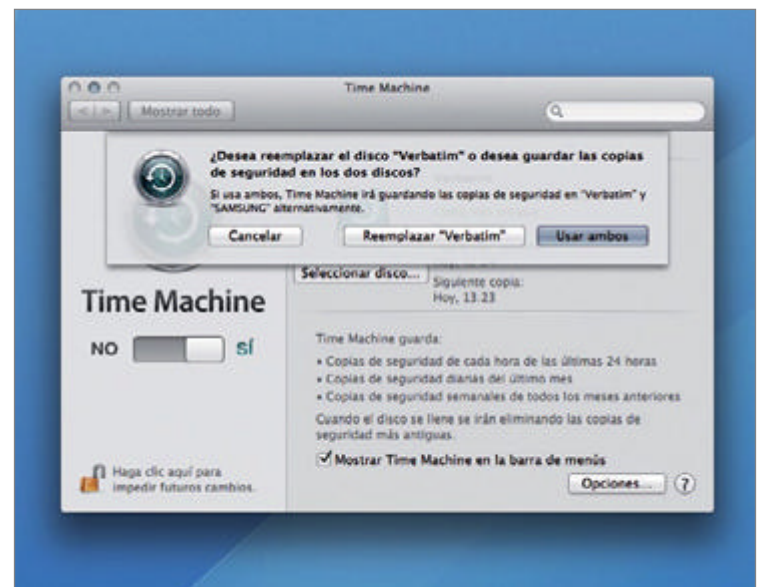 Time Machine
Mostrar todo
¿Desea reemplazar el disco "Verbatim" o desea guardar las copias
de seguridad en los dos discos?
Si usa ambos, Time Machine irá guardando las copias de seguridad en "Verbatim" y
"SAMSUNG" alternativamente.
Cancelar
Reemplazar "Verbatim"
Usar ambos
Seleccionar disco...
Siguiente copia:
Hoy, 13:23
Time Machine
NO
SÍ
Time Machine guarda:
• Copias de seguridad de cada hora de las últimas 24 horas
• Copias de seguridad diarias del último mes
• Copias de seguridad semanales de todos los meses anteriores
Cuando el disco se llene se irán eliminando las copias de
seguridad más antiguas.
Mostrar Time Machine en la barra de menús
Haga clic aquí para
impedir futuros cambios.
Opciones...
?